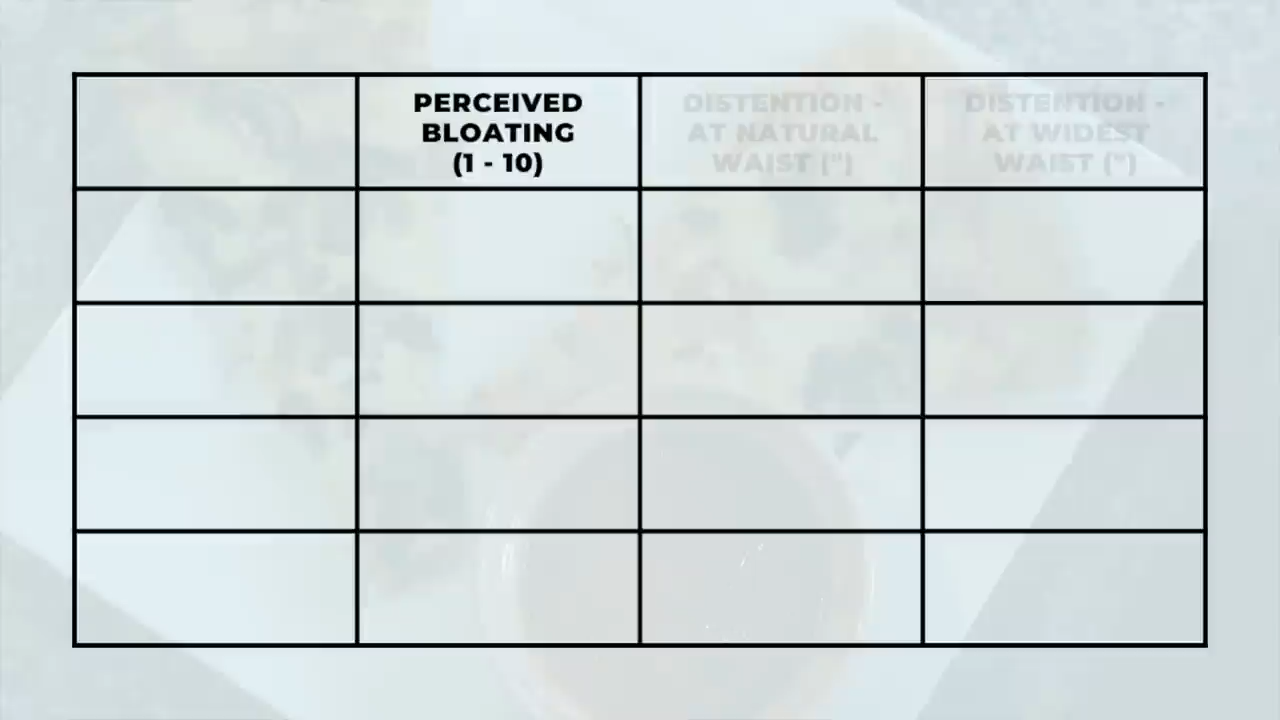 PERCEIVED
BLOATING
(1 - 10)
DISTENTION -
AT NATURAL
WAIST (")
DISTENTION -
AT WIDEST
WAIST (")